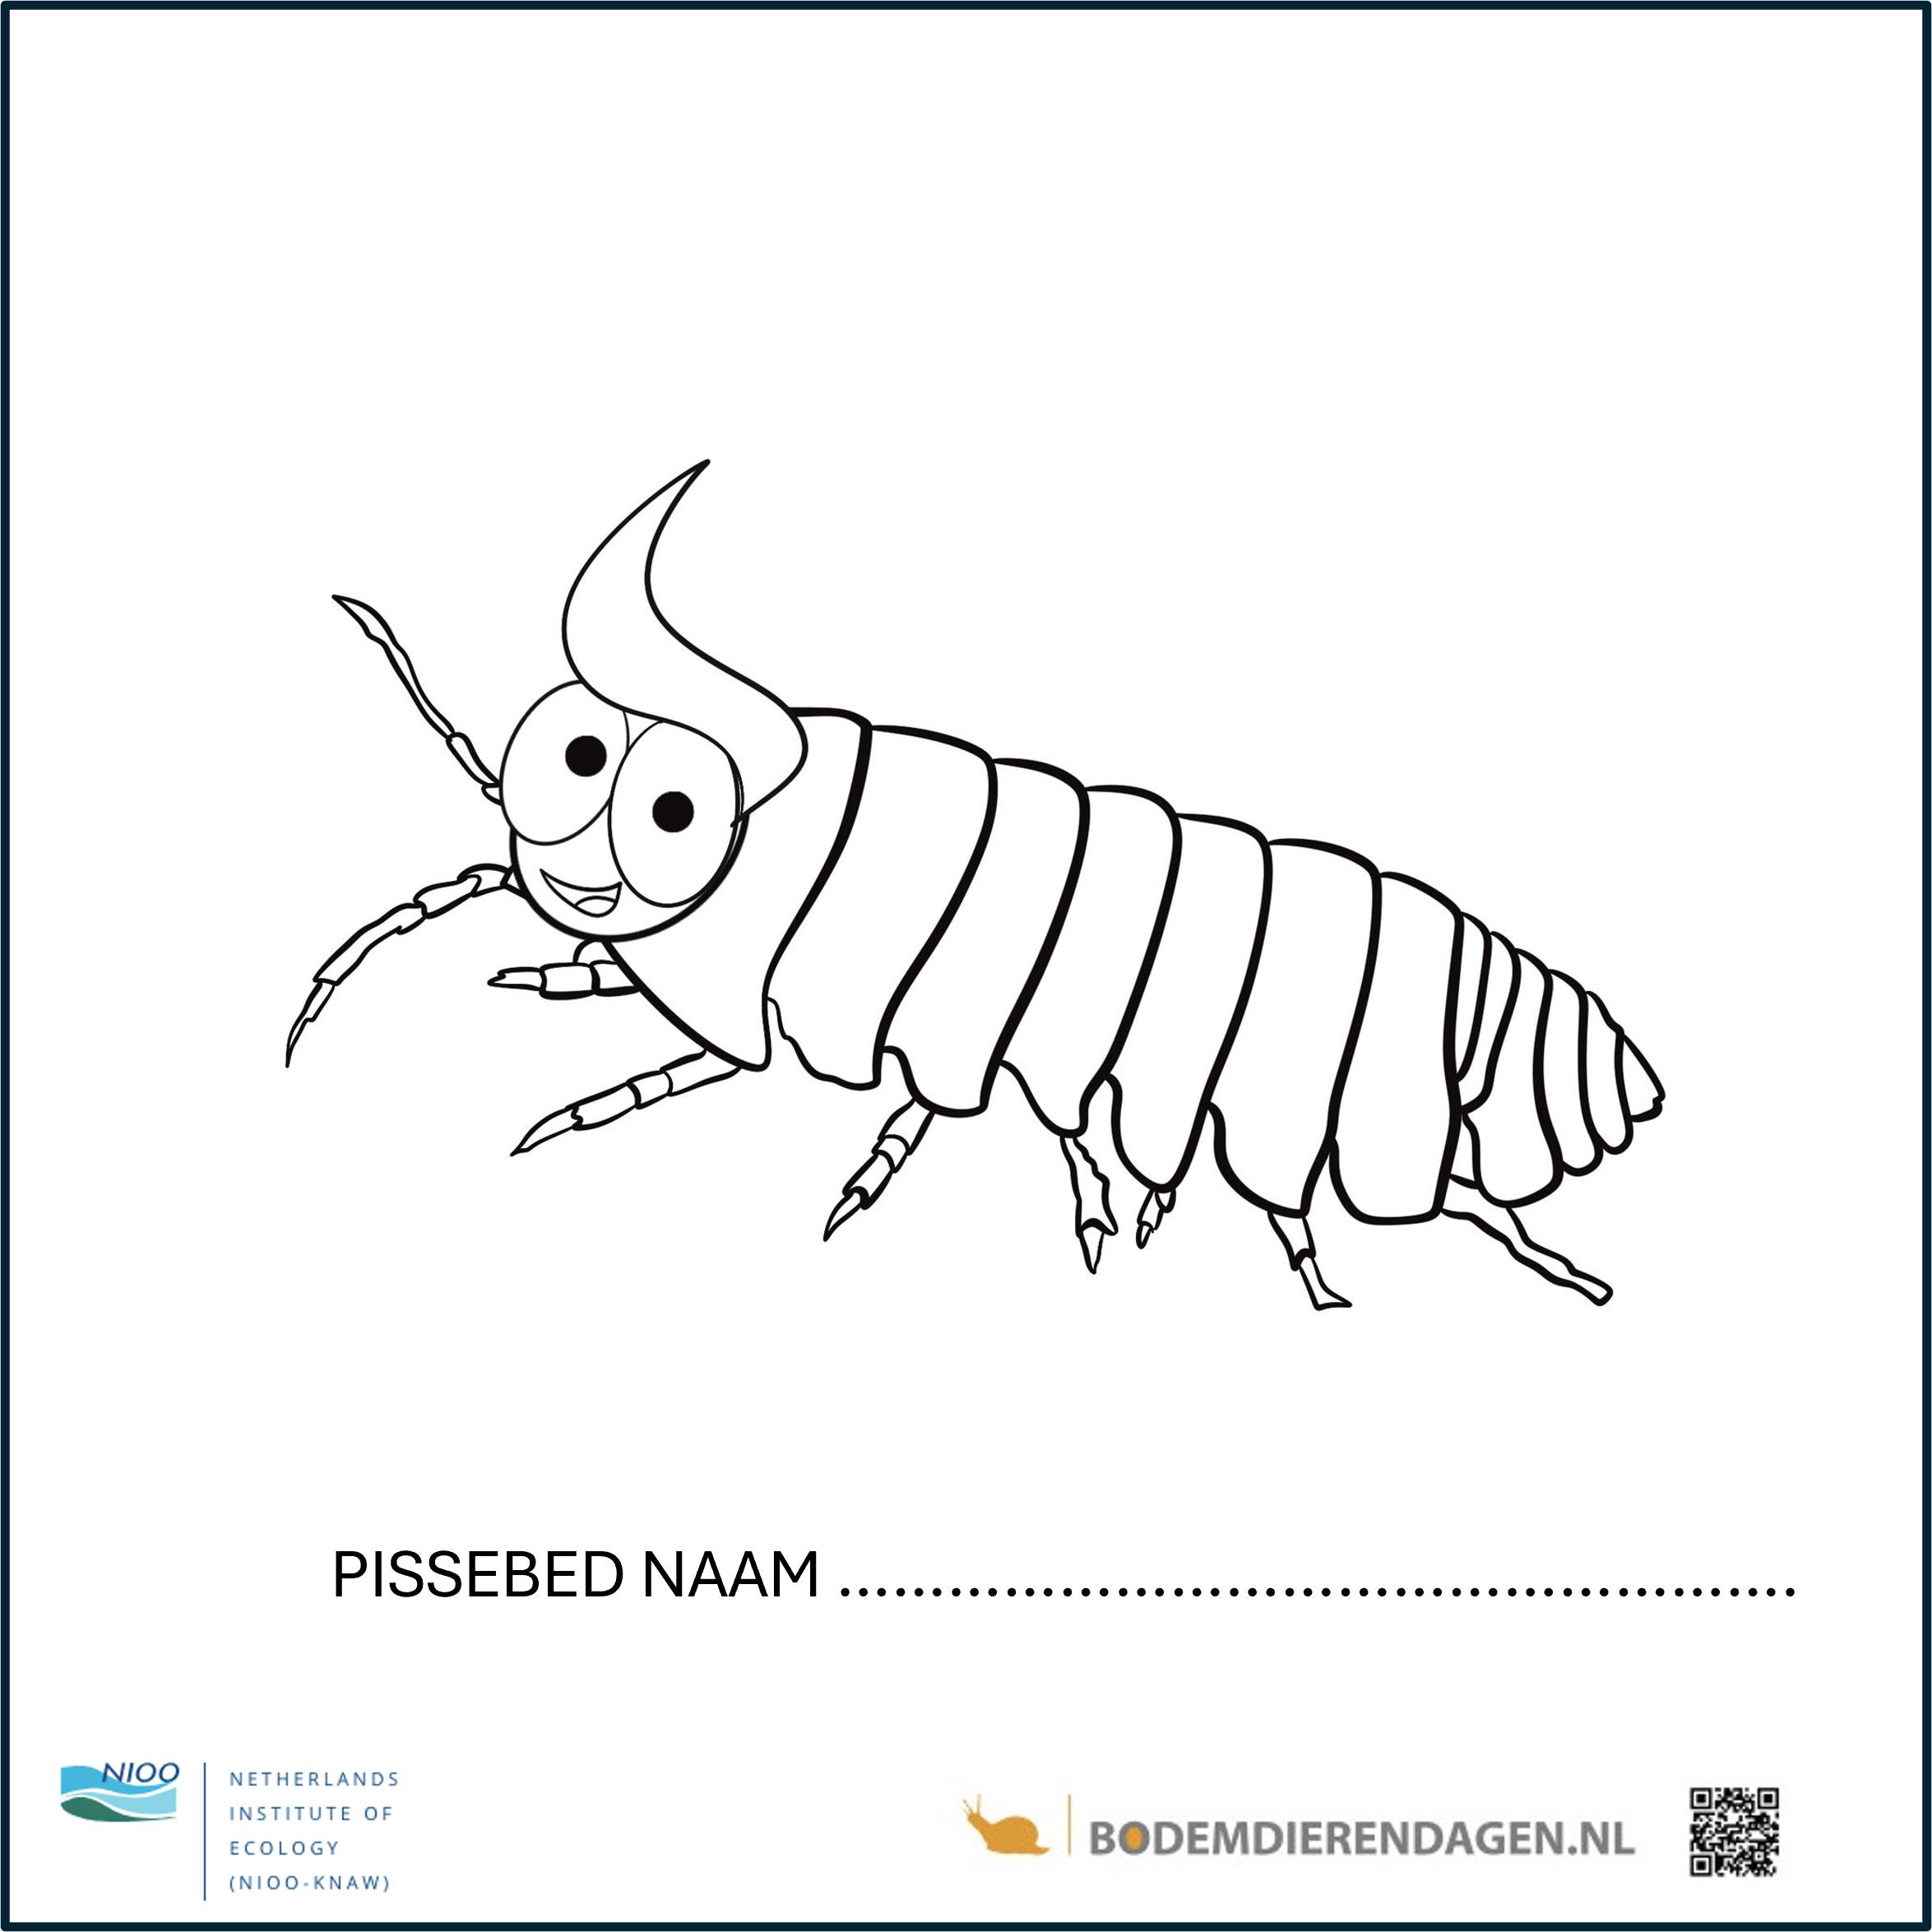 PISSEBED NAAM ....................................................
NIOO
NETHERLANDS
INSTITUTE OF
ECOLOGY
(NIOO-KNAW)
BODEMDIERENDAGEN.NL